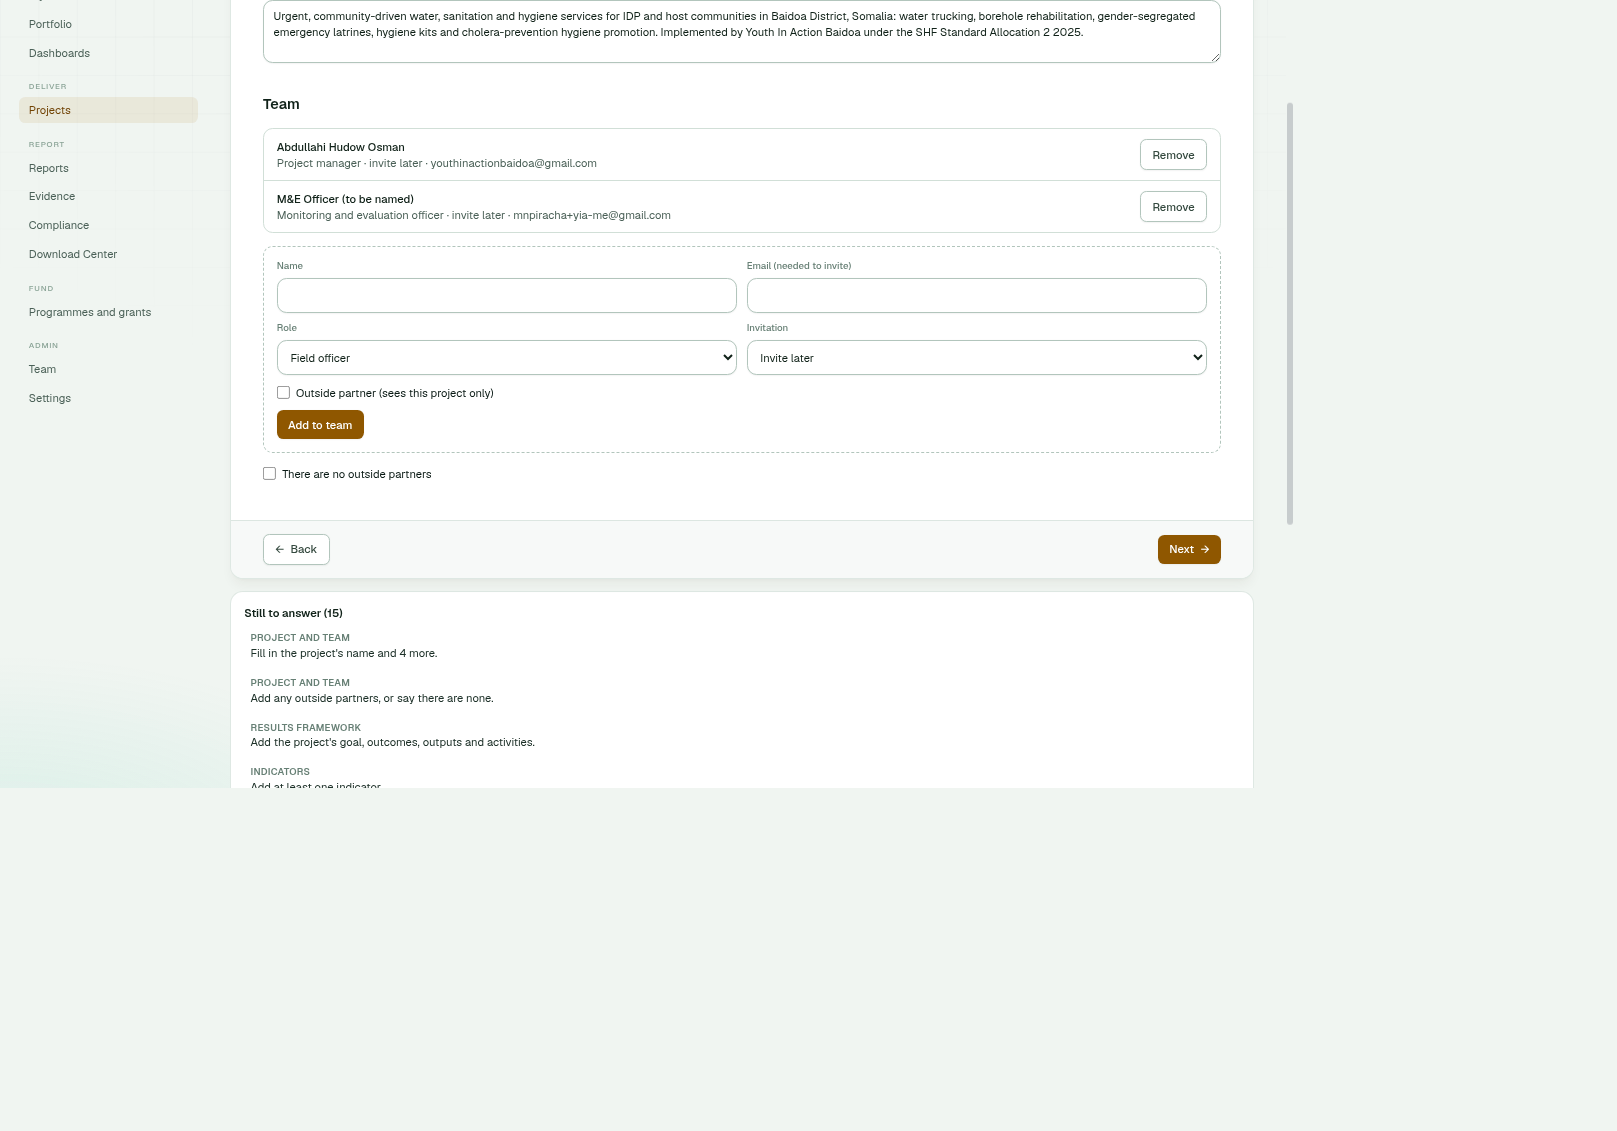 Portfolio
Dashboards
DELIVER
Projects
REPORT
Reports
Evidence
Compliance
Download Center
FUND
Programmes and grants
ADMIN
Team
Settings
Urgent, community-driven water, sanitation and hygiene services for IDP and host communities in Baidoa District, Somalia: water trucking, borehole rehabilitation, gender-segregated
emergency latrines, hygiene kits and cholera-prevention hygiene promotion. Implemented by Youth In Action Baidoa under the SHF Standard Allocation 2 2025.
Team
Abdullahi Hudow Osman
Project manager · invite later · youthinactionbaidoa@gmail.com
Remove
M&E Officer (to be named)
Monitoring and evaluation officer · invite later · mnpiracha+yia-me@gmail.com
Remove
Name
Email (needed to invite)
Role
Invitation
Field officer
Invite later
Outside partner (sees this project only)
Add to team
There are no outside partners
← Back
Next →
Still to answer (15)
PROJECT AND TEAM
Fill in the project's name and 4 more.
PROJECT AND TEAM
Add any outside partners, or say there are none.
RESULTS FRAMEWORK
Add the project's goal, outcomes, outputs and activities.
INDICATORS
Add at least one indicator